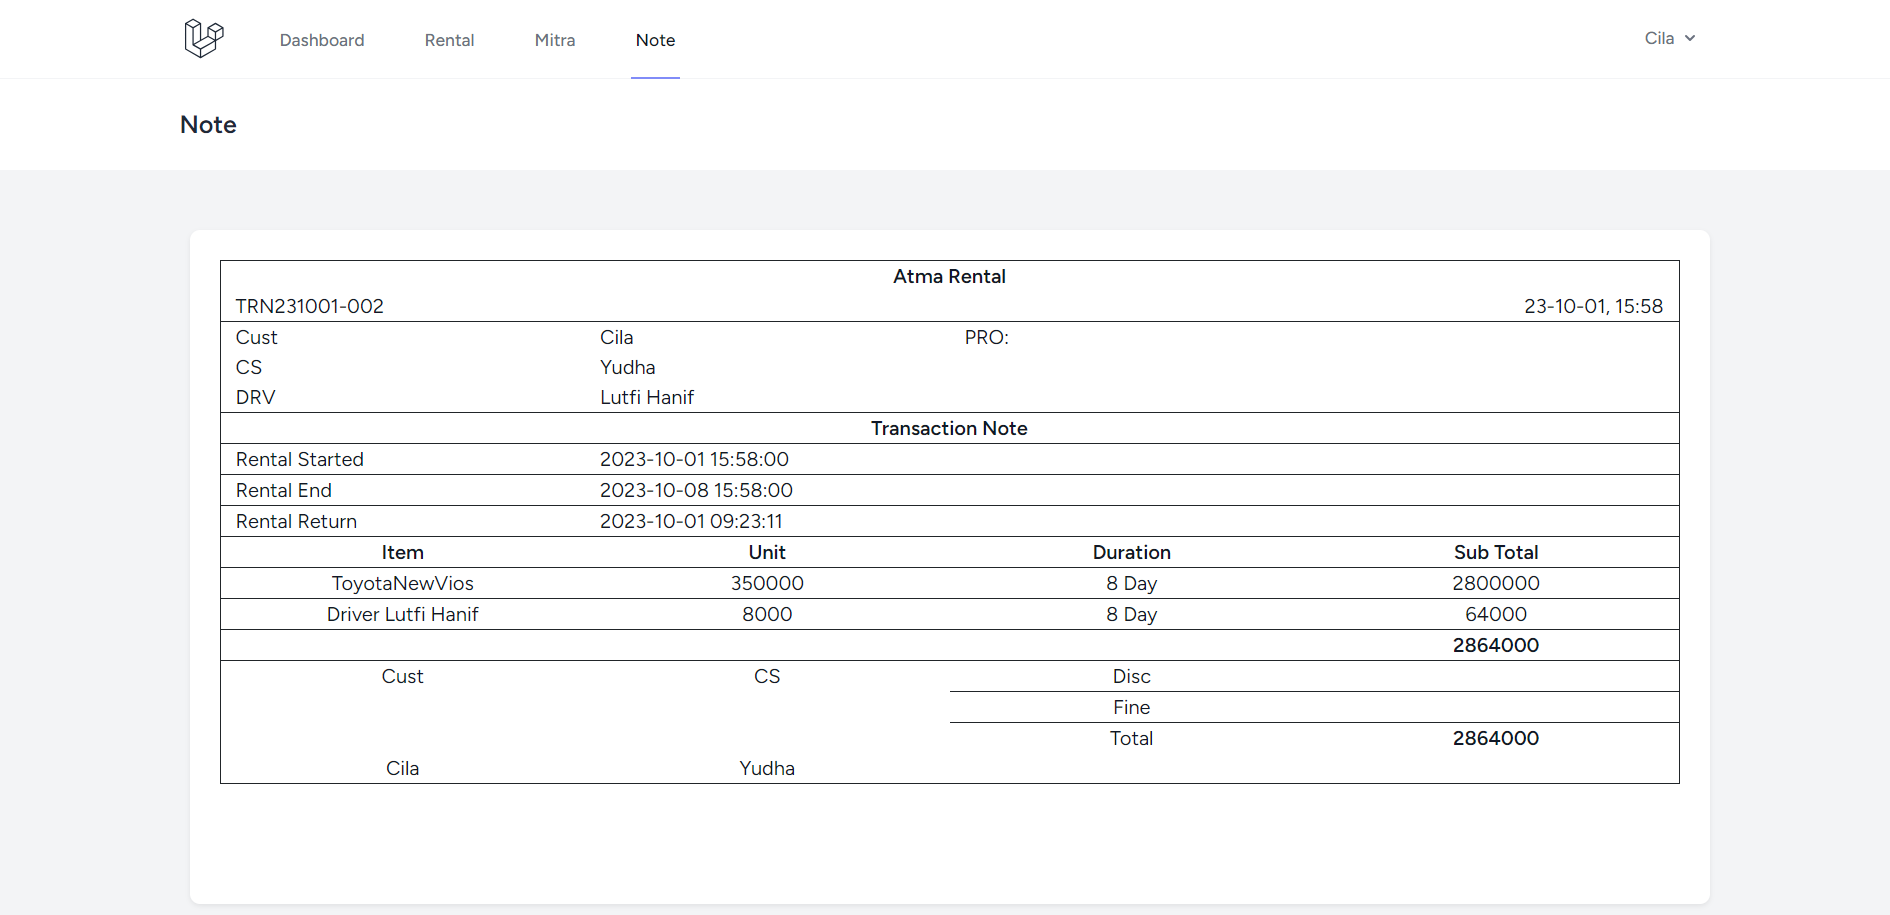 Dashboard Rental Mitra Note Cila
Note
Atma Rental
TRN231001-002 23-10-01, 15:58
Cust Cila PRO:
CS Yudha
DRV Lutfi Hanif
Transaction Note
Rental Started 2023-10-01 15:58:00
Rental End 2023-10-08 15:58:00
Rental Return 2023-10-01 09:23:11
Item Unit Duration Sub Total
ToyotaNewVios 350000 8 Day 2800000
Driver Lutfi Hanif 8000 8 Day 64000
2864000
Cust CS Disc
Fine
Total 2864000
Cila Yudha